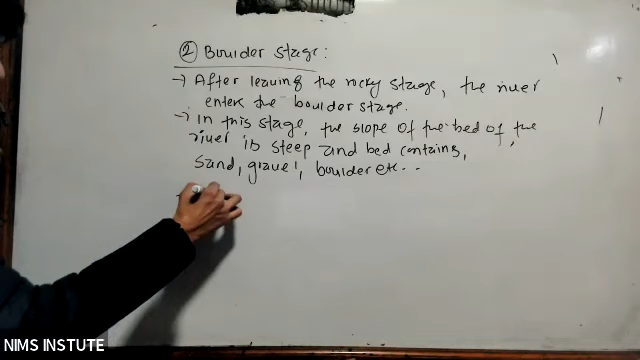 ② Boulder Stage:
→ After leaving the rocky stage, the river
enter the boulder stage.
→ In this stage, the slope of the bed of the
river is steep and bed contains,
sand, gravel, boulder etc..
NIMS INSTUTE